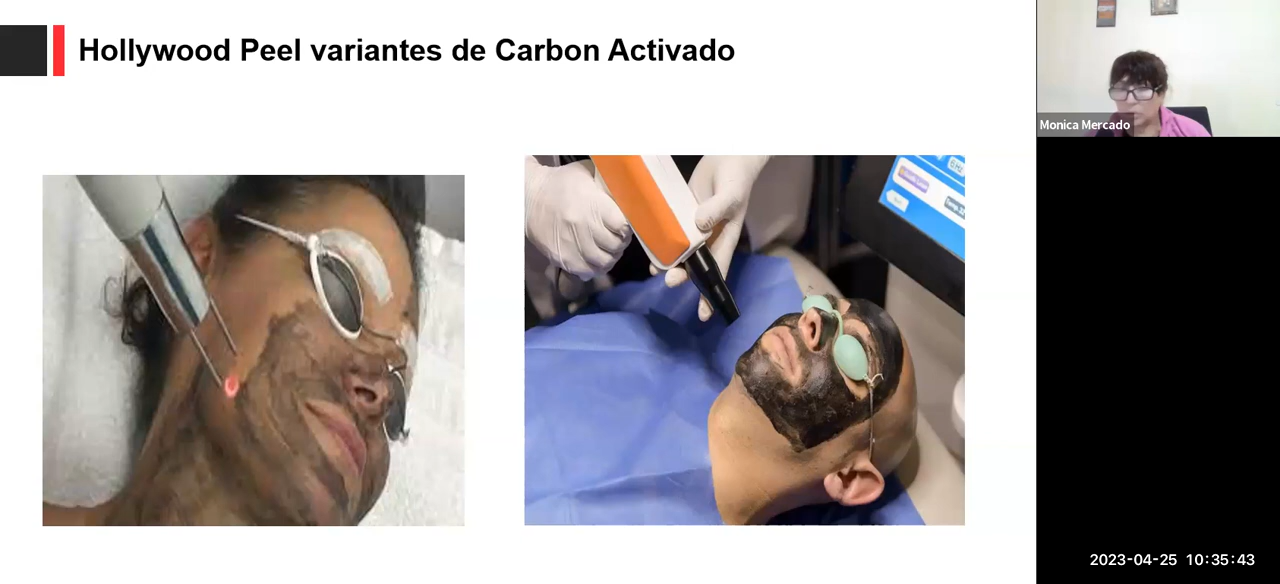 Hollywood Peel variantes de Carbon Activado
Monica Mercado
2023-04-25 10:35:43